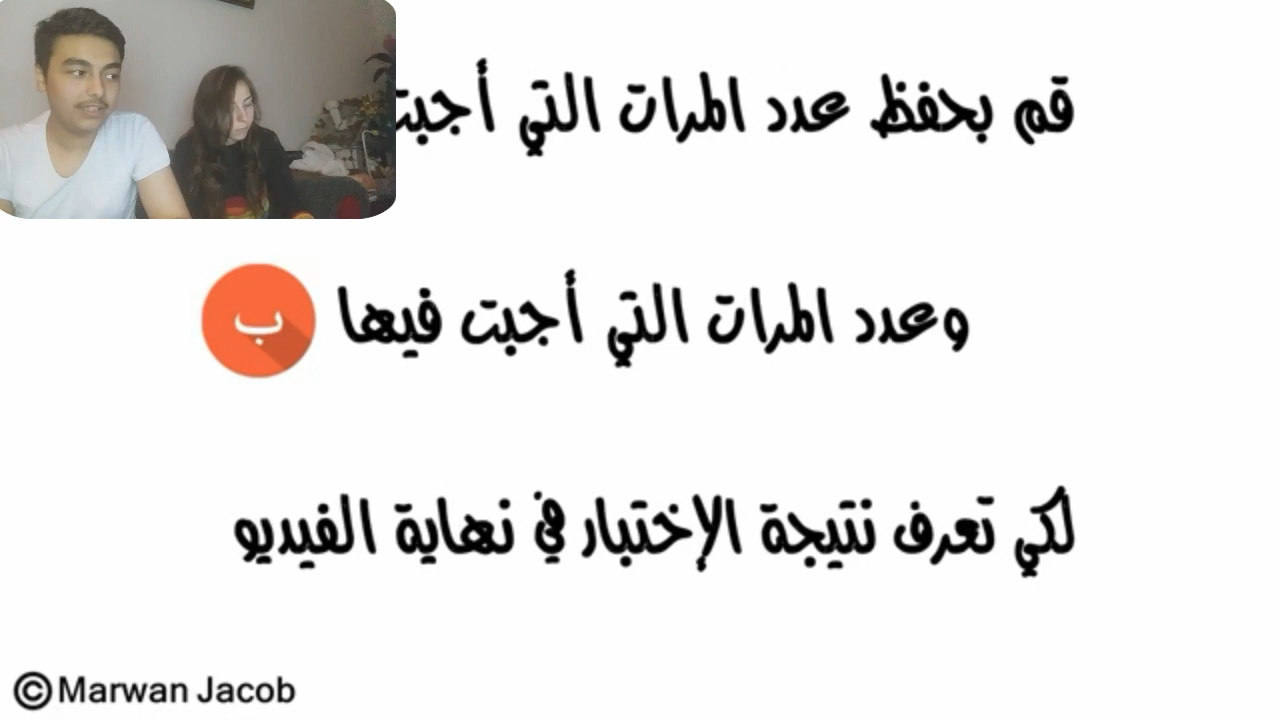 قم بحفظ عدد المرات التي أجبت
وعدد المرات التي أجبت فيها ب
لكي تعرف نتيجة الإختبار في نهاية الفيديو
© Marwan Jacob